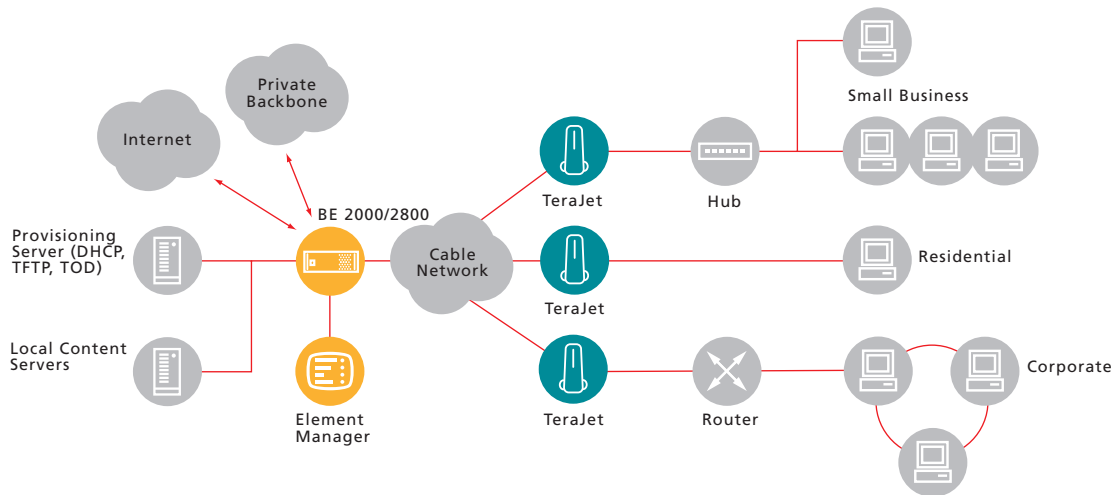 Private
Backbone
Internet
BE 2000/2800
Provisioning
Server (DHCP,
TFTP, TOD)
Local Content
Servers
Element
Manager
Cable
Network
TeraJet
Hub
Small Business
TeraJet
Residential
TeraJet
Router
Corporate